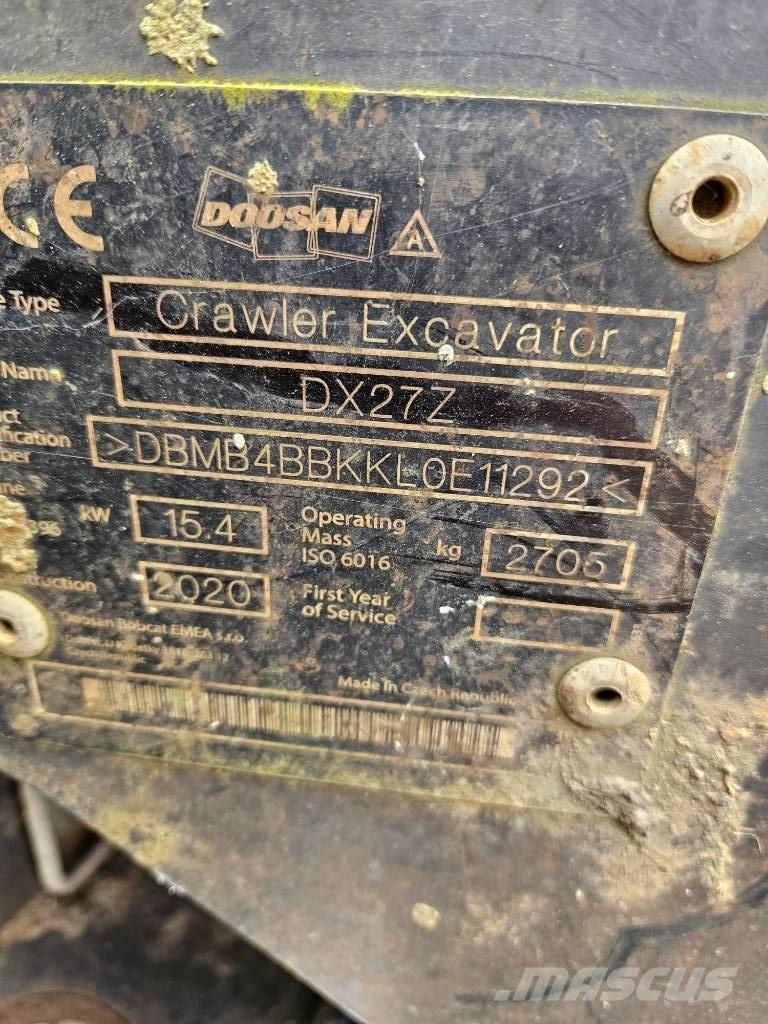 CE
DOOSAN
A
Type
Crawler Excavator
Name
DX27Z
>DBMB4BBKKL0E11292<
kW
15.4
Operating
Mass
ISO 6016
kg
2705
2020
First Year
of Service
Doosan Bobcat EMEA s.r.o.
Made in Czech Republic
MASCUS